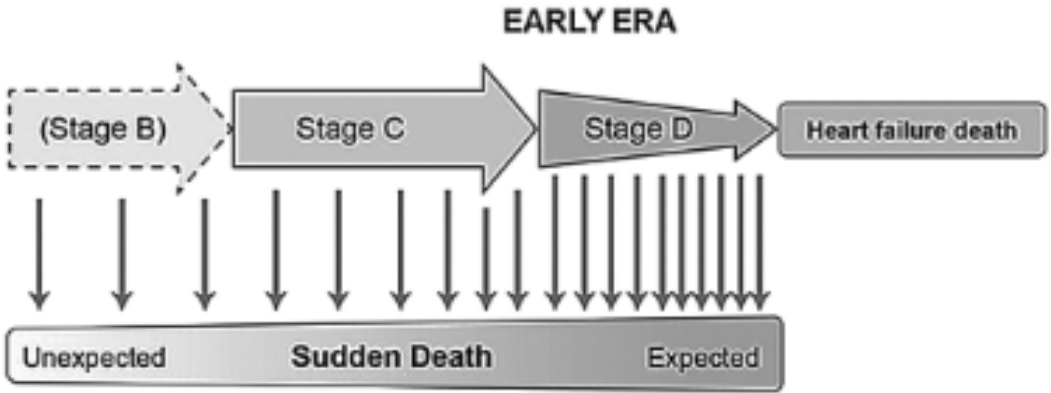 EARLY ERA
(Stage B)
Stage C
Stage D
Heart failure death
Unexpected
Sudden Death
Expected